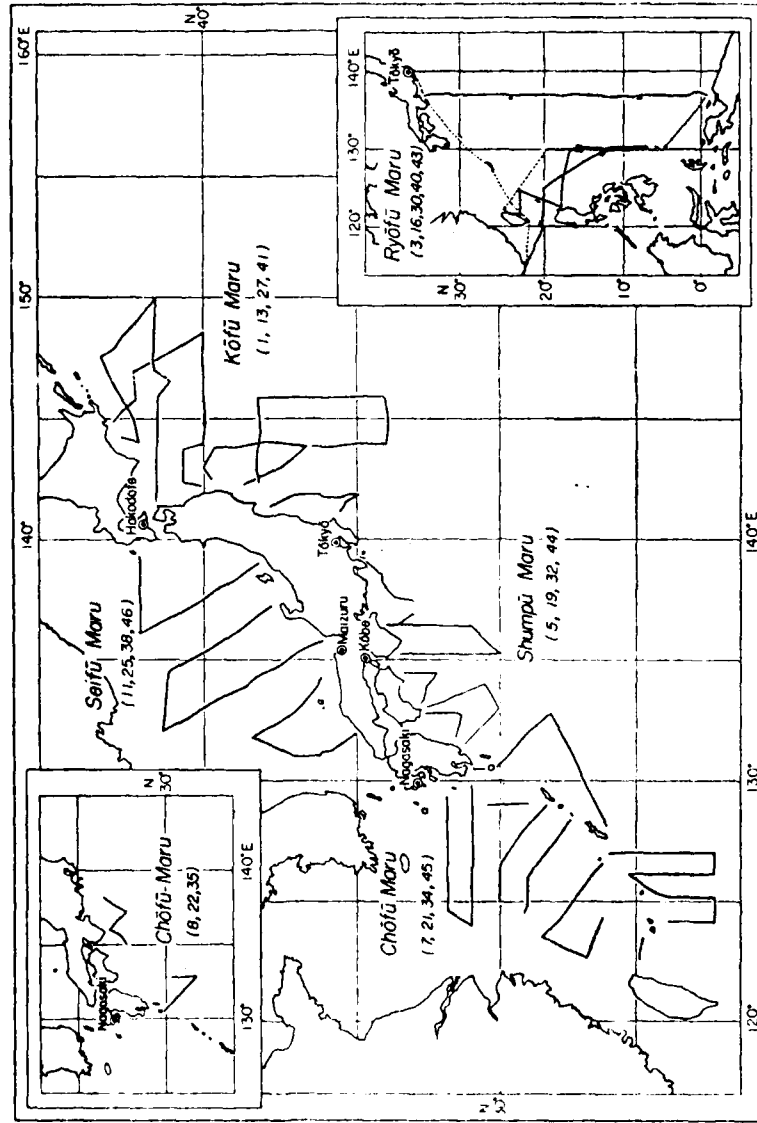 160°E
150°
140°
N
40°
Kōfū Maru
(1, 13, 27, 41)
Hakodate
Seifū Maru
(11,25,38,46)
Tōkyō
Maizuru
Kōbe
Shumpū Maru
(5, 19, 32, 44)
Nagasaki
Chōfū Maru
(7, 21, 34, 45)
140°E
130°
120°
N
30°
Chōfū-Maru
(8,22,35)
Nagasaki
N
30°
140°E
130°
Ryōfū Maru
(3,16,30,40,43)
Tōkyō
120°
130°
140°E
N
30°
20°
10°
0°